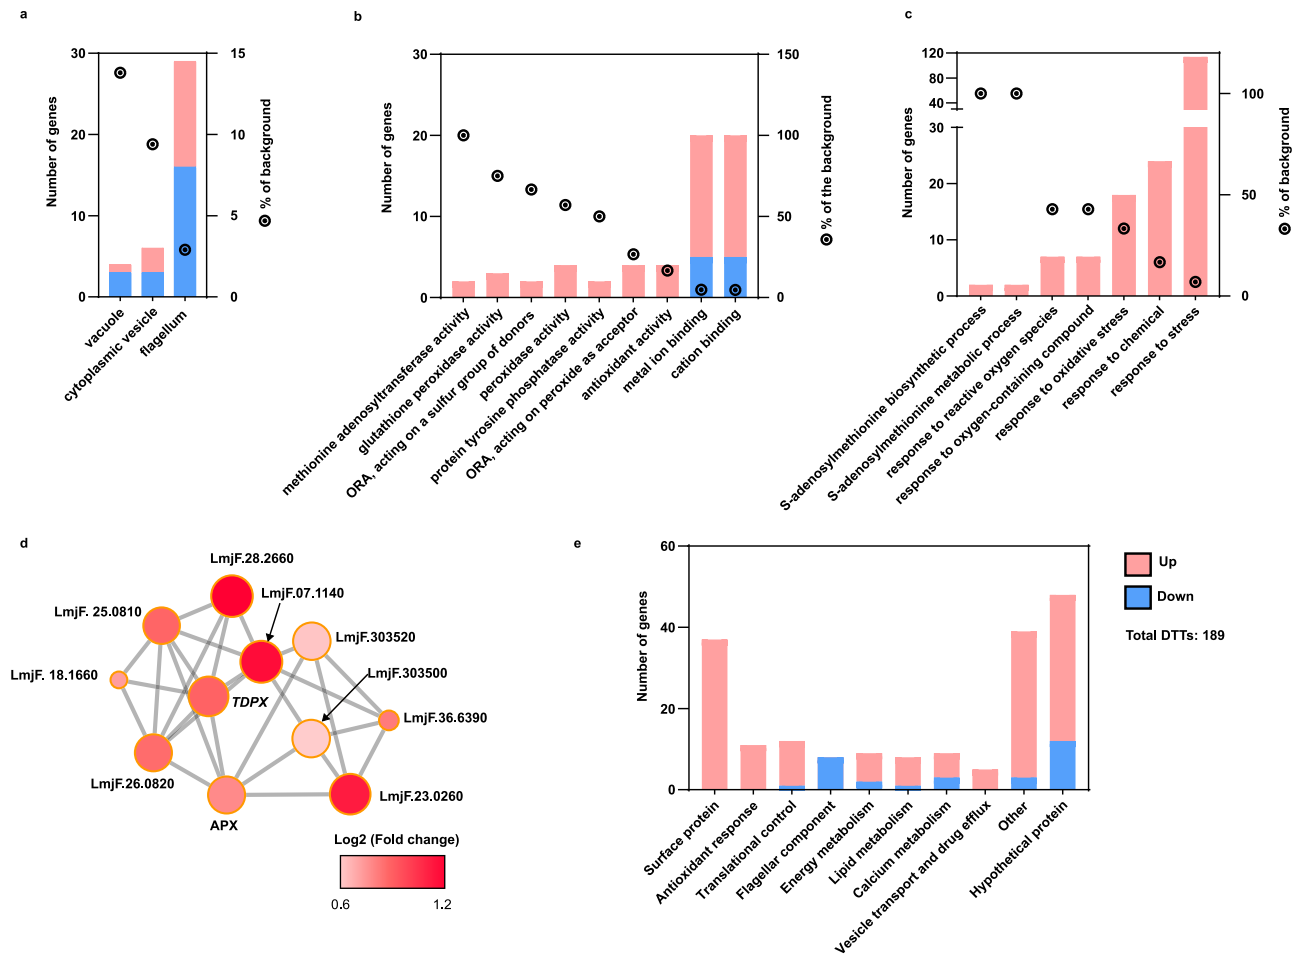 a
30
20
10
0
Number of genes
15
10
5
0
% of background
vacuole
cytoplasmic vesicle
flagellum
b
30
20
10
0
Number of genes
150
100
50
0
% of the background
methionine adenosyltransferase activity
glutathione peroxidase activity
ORA, acting on a sulfur group of donors
peroxidase activity
protein tyrosine phosphatase activity
ORA, acting on peroxide as acceptor
antioxidant activity
metal ion binding
cation binding
c
120
80
40
30
20
10
0
Number of genes
100
50
0
% of background
S-adenosylmethionine biosynthetic process
S-adenosylmethionine metabolic process
response to reactive oxygen species
response to oxygen-containing compound
response to oxidative stress
response to chemical
response to stress
d
LmjF.28.2660
LmjF.07.1140
LmjF. 25.0810
LmjF.303520
LmjF.303500
LmjF. 18.1660
TDPX
LmjF.36.6390
LmjF.26.0820
LmjF.23.0260
APX
Log2 (Fold change)
0.6
1.2
e
60
40
20
0
Number of genes
Surface protein
Antioxidant response
Translational control
Flagellar component
Energy metabolism
Lipid metabolism
Calcium metabolism
Vesicle transport and drug efflux
Other
Hypothetical protein
Up
Down
Total DTTs: 189